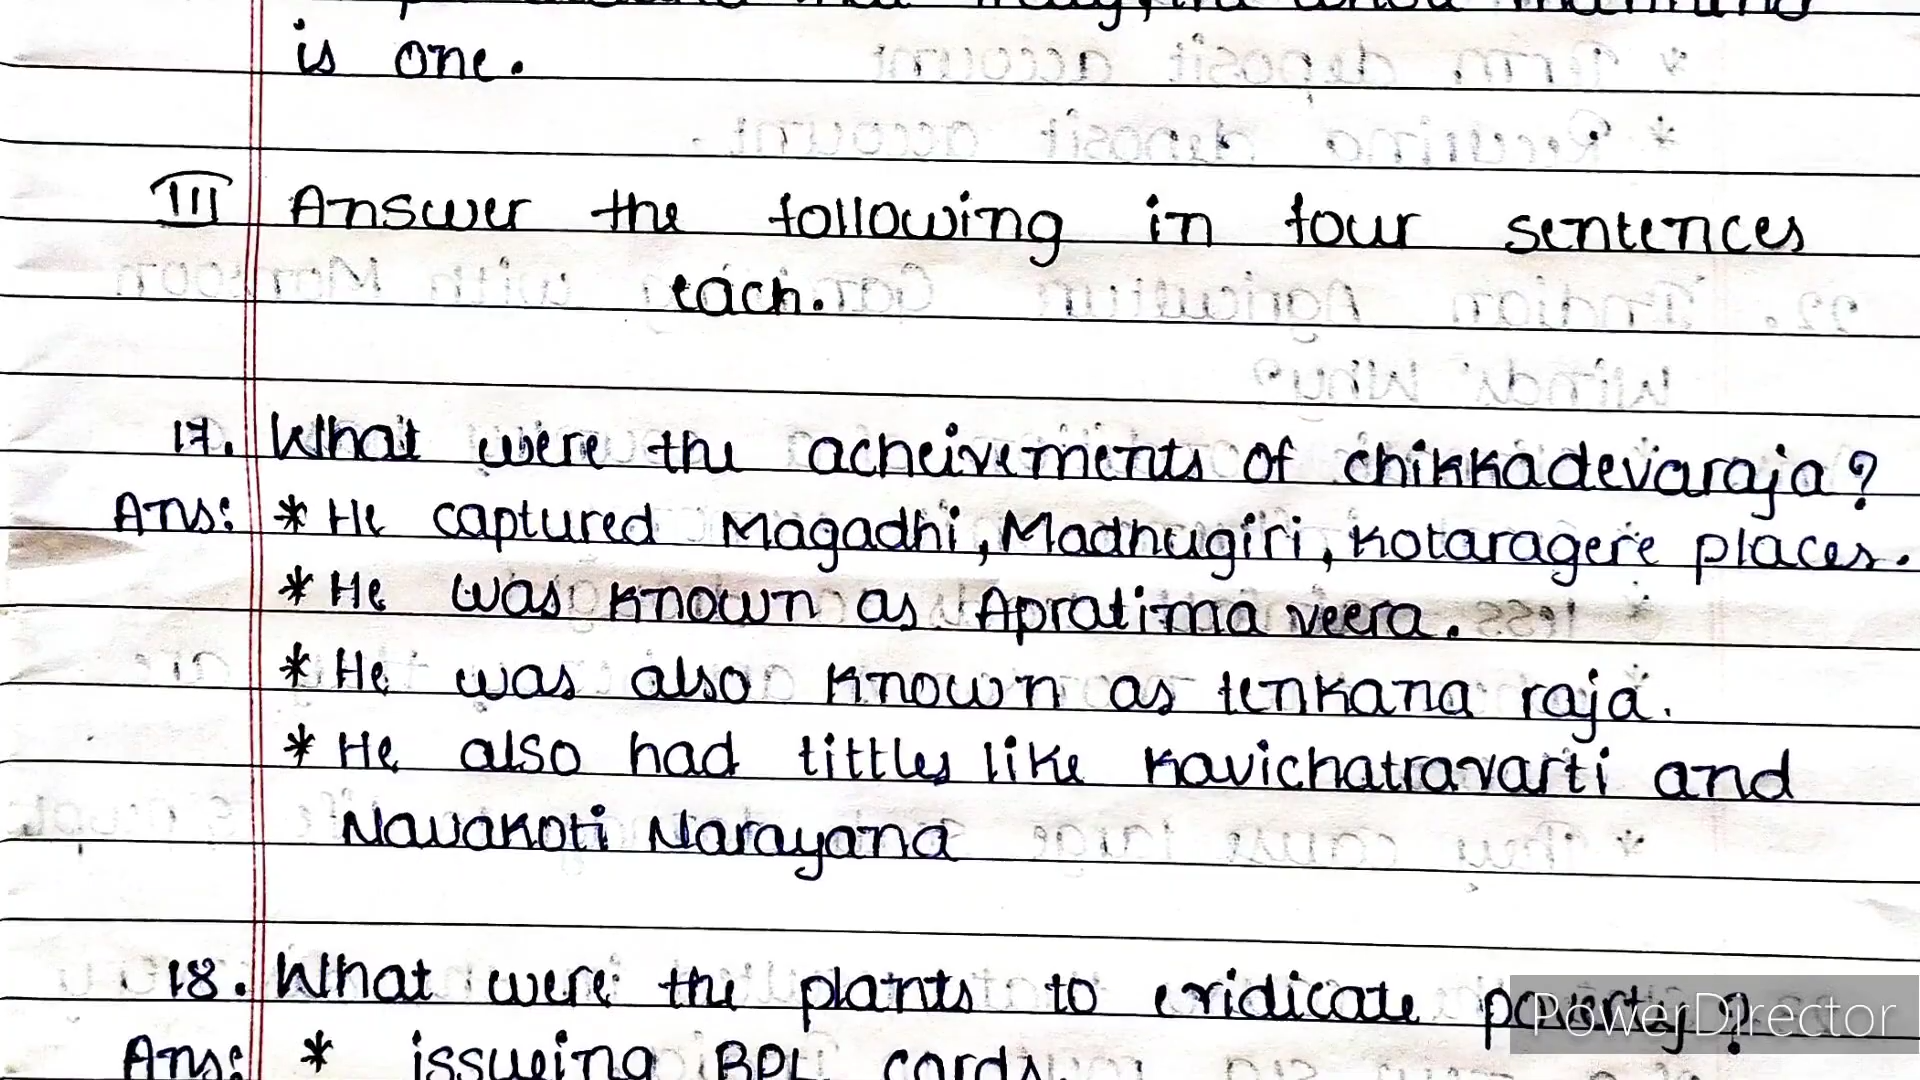 is one.
III Answer the following in four sentences
each.
17. What were the acheivements of chikkadevaraja?
Ans: * He captured Magadhi, Madhugiri, Kotaragere places.
* He was known as Apratima veera.
* He was also known as tenkana raja.
* He also had tittles like Kavichatravarti and
Navakoti Narayana
18. What were the plants to eridicate poverty?
Ans: * issueing BPL cards.
PowerDirector